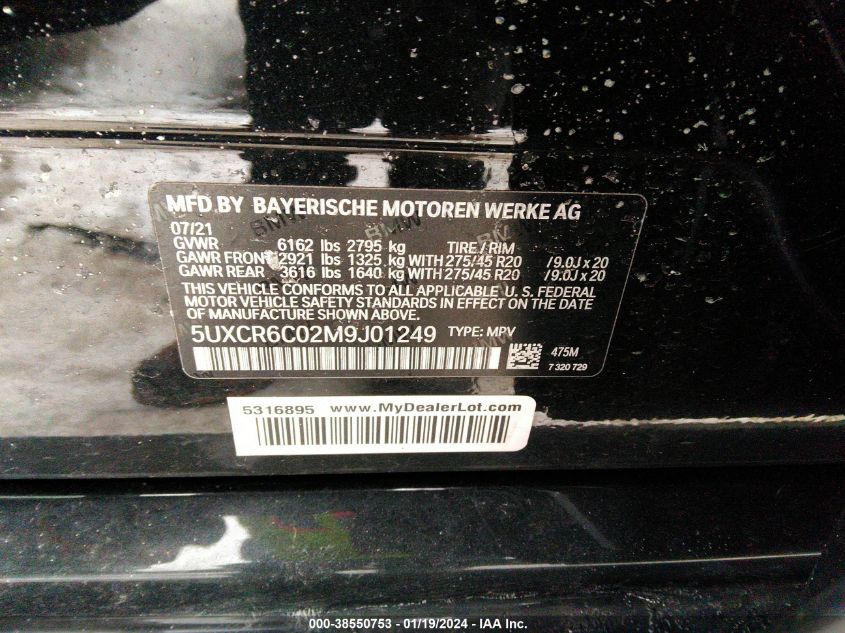 MFD.BY BAYERISCHE MOTOREN WERKE AG
07/21
GVWR 6162 lbs 2795 kg TIRE / RIM
GAWR FRONT 2921 lbs 1325 kg WITH 275/45 R20 /9.0J x 20
GAWR REAR 3616 lbs 1640 kg WITH 275/45 R20 /9.0J x 20
THIS VEHICLE CONFORMS TO ALL APPLICABLE U.S. FEDERAL
MOTOR VEHICLE SAFETY STANDARDS IN EFFECT ON THE DATE
OF MANUFACTURE SHOWN ABOVE.
5UXCR6C02M9J01249 TYPE: MPV
475M
7 320 729
5316895 www.MyDealerLot.com
000-38550753 - 01/19/2024 - IAA Inc.